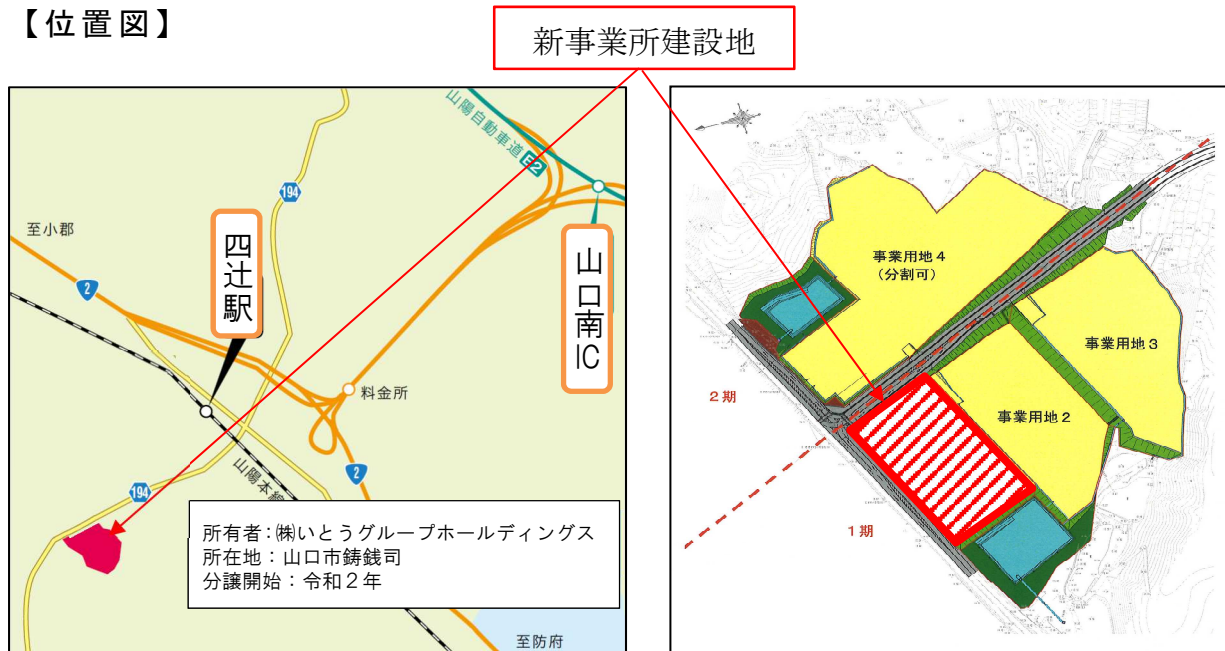 【位置図】
新事業所建設地
山陽自動車道 E2
194
至小郡
四辻駅
山口南IC
2
料金所
2
山陽本線
194
所有者：㈱いとうグループホールディングス
所在地：山口市鋳銭司
分譲開始：令和２年
至防府
事業用地４
（分割可）
事業用地３
2期
事業用地２
1期